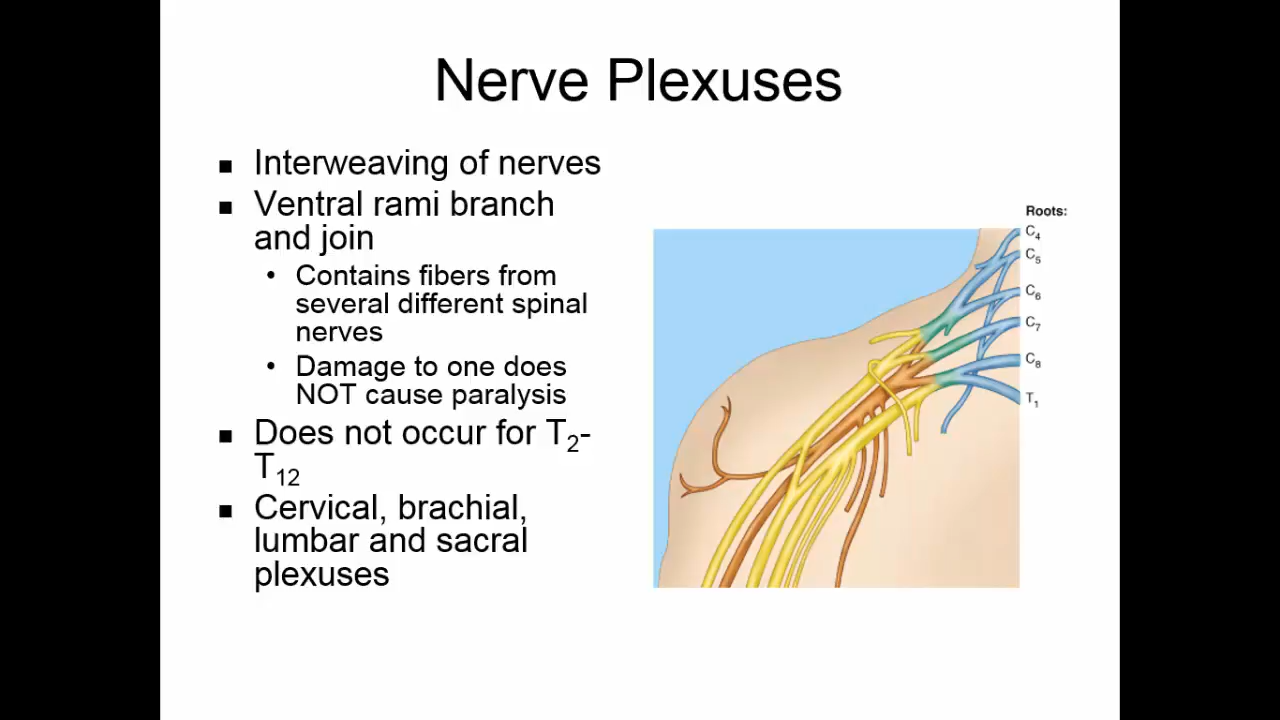 Nerve Plexuses
▪ Interweaving of nerves
▪ Ventral rami branch
and join
• Contains fibers from
several different spinal
nerves
• Damage to one does
NOT cause paralysis
▪ Does not occur for T₂-
T₁₂
▪ Cervical, brachial,
lumbar and sacral
plexuses
Roots:
C₄
C₅
C₆
C₇
C₈
T₁